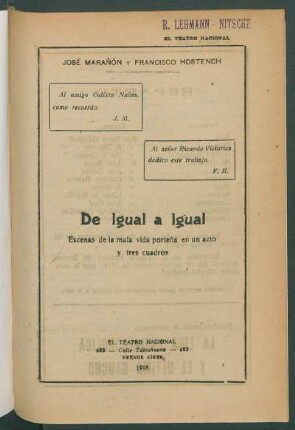 R. LEHMANN - NITSCHE
EL TEATRO NACIONAL
JOSÉ MARAÑÓN Y FRANCISCO HOSTENCH
Al amigo Calixto Núñez,
como recuerdo.
J. M.
Al señor Ricardo Victorica
dedico este trabajo.
F. H.
De Igual a Igual
Escenas de la mala vida porteña en un acto
y tres cuadros
EL TEATRO NACIONAL
Calle Talcahuano
BUENOS AIRES